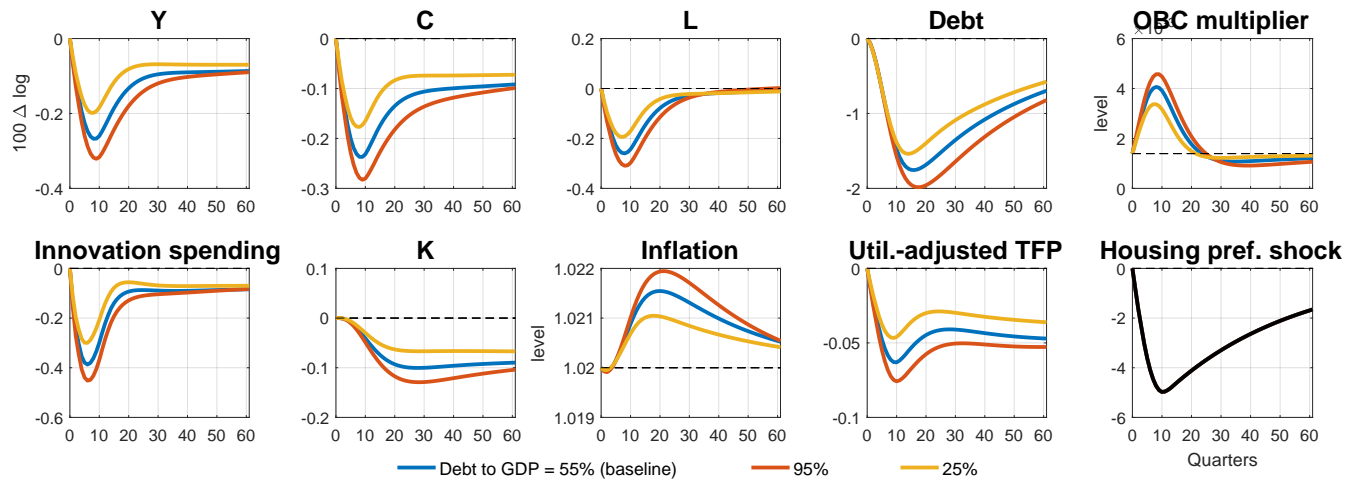 Y
C
L
Debt
OBC multiplier
0
-0.2
-0.4
100 Δ log
0 10 20 30 40 50 60
0
-0.1
-0.2
-0.3
0 10 20 30 40 50 60
0.2
0
-0.2
-0.4
0 10 20 30 40 50 60
0
-1
-2
0 10 20 30 40 50 60
6
4
2
0
level
0 10 20 30 40 50 60
Innovation spending
K
Inflation
Util.-adjusted TFP
Housing pref. shock
0
-0.2
-0.4
-0.6
0 10 20 30 40 50 60
0.1
0
-0.1
-0.2
0 10 20 30 40 50 60
1.022
1.021
1.02
1.019
level
0 10 20 30 40 50 60
0
-0.05
-0.1
0 10 20 30 40 50 60
0
-2
-4
-6
0 10 20 30 40 50 60
Quarters
Debt to GDP = 55% (baseline)
95%
25%